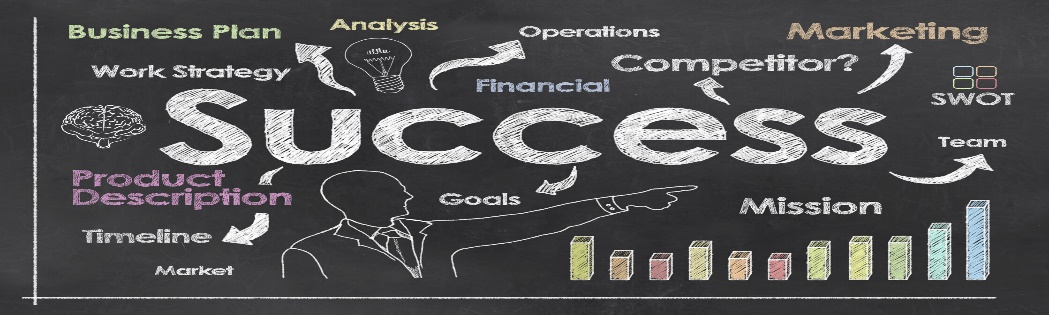 Business Plan
Analysis
Operations
Marketing
Work Strategy
Financial
Competitor?
SWOT
Success
Team
Product
Description
Goals
Mission
Timeline
Market